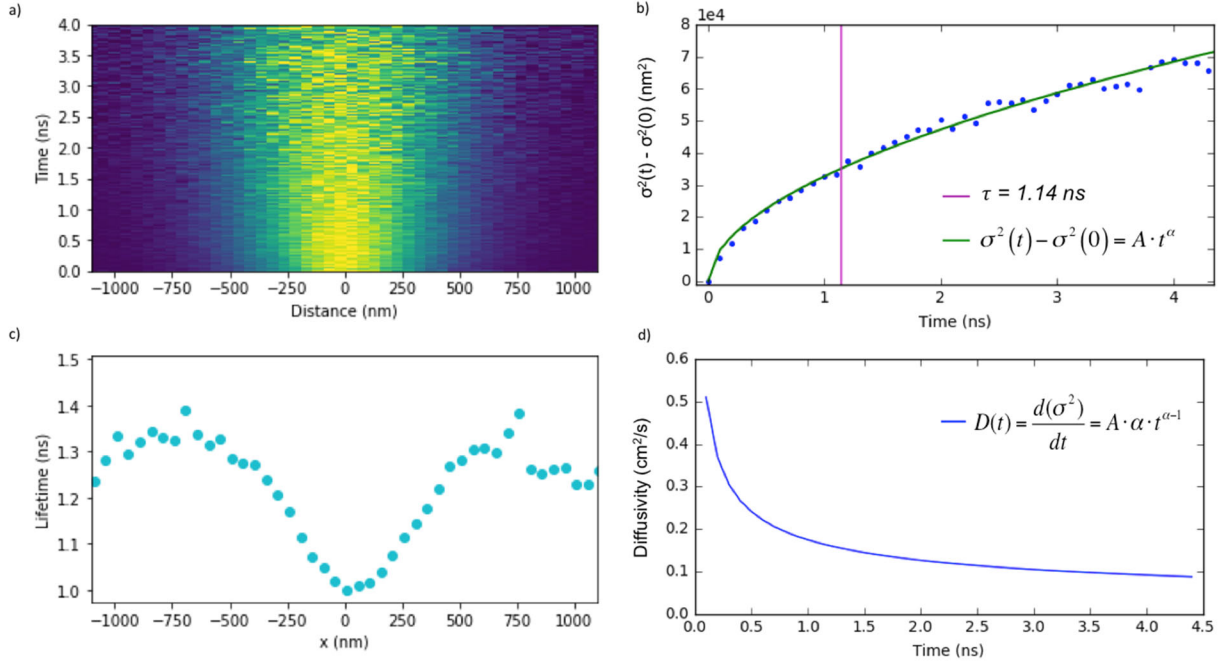 a)
4.0
3.5
3.0
2.5
2.0
1.5
1.0
0.5
0.0
Time (ns)
−1000 −750 −500 −250 0 250 500 750 1000
Distance (nm)
b)
1e4
8
7
6
5
4
3
2
1
0
σ²(t) - σ²(0) (nm²)
τ = 1.14 ns
σ²(t) − σ²(0) = A · t^α
0 1 2 3 4
Time (ns)
c)
1.5
1.4
1.3
1.2
1.1
1.0
Lifetime (ns)
−1000 −750 −500 −250 0 250 500 750 1000
x (nm)
d)
0.6
0.5
0.4
0.3
0.2
0.1
0.0
Diffusivity (cm²/s)
D(t) = d(σ²)/dt = A · α · t^(α−1)
0.0 0.5 1.0 1.5 2.0 2.5 3.0 3.5 4.0 4.5
Time (ns)